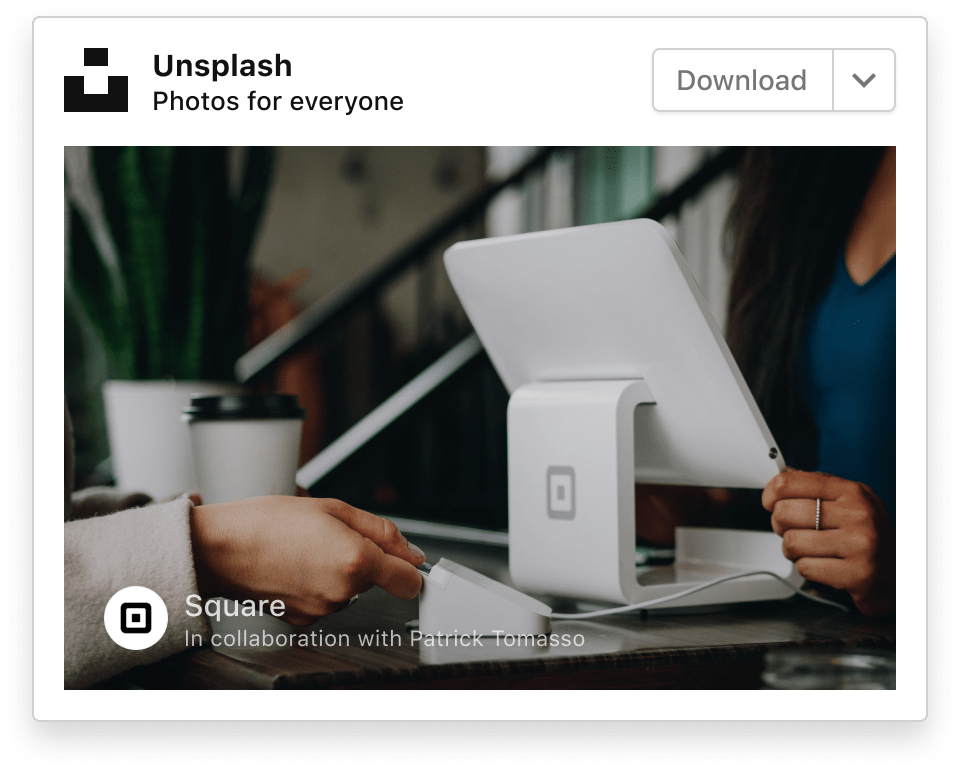 Unsplash
Photos for everyone
Download
Square
In collaboration with Patrick Tomasso